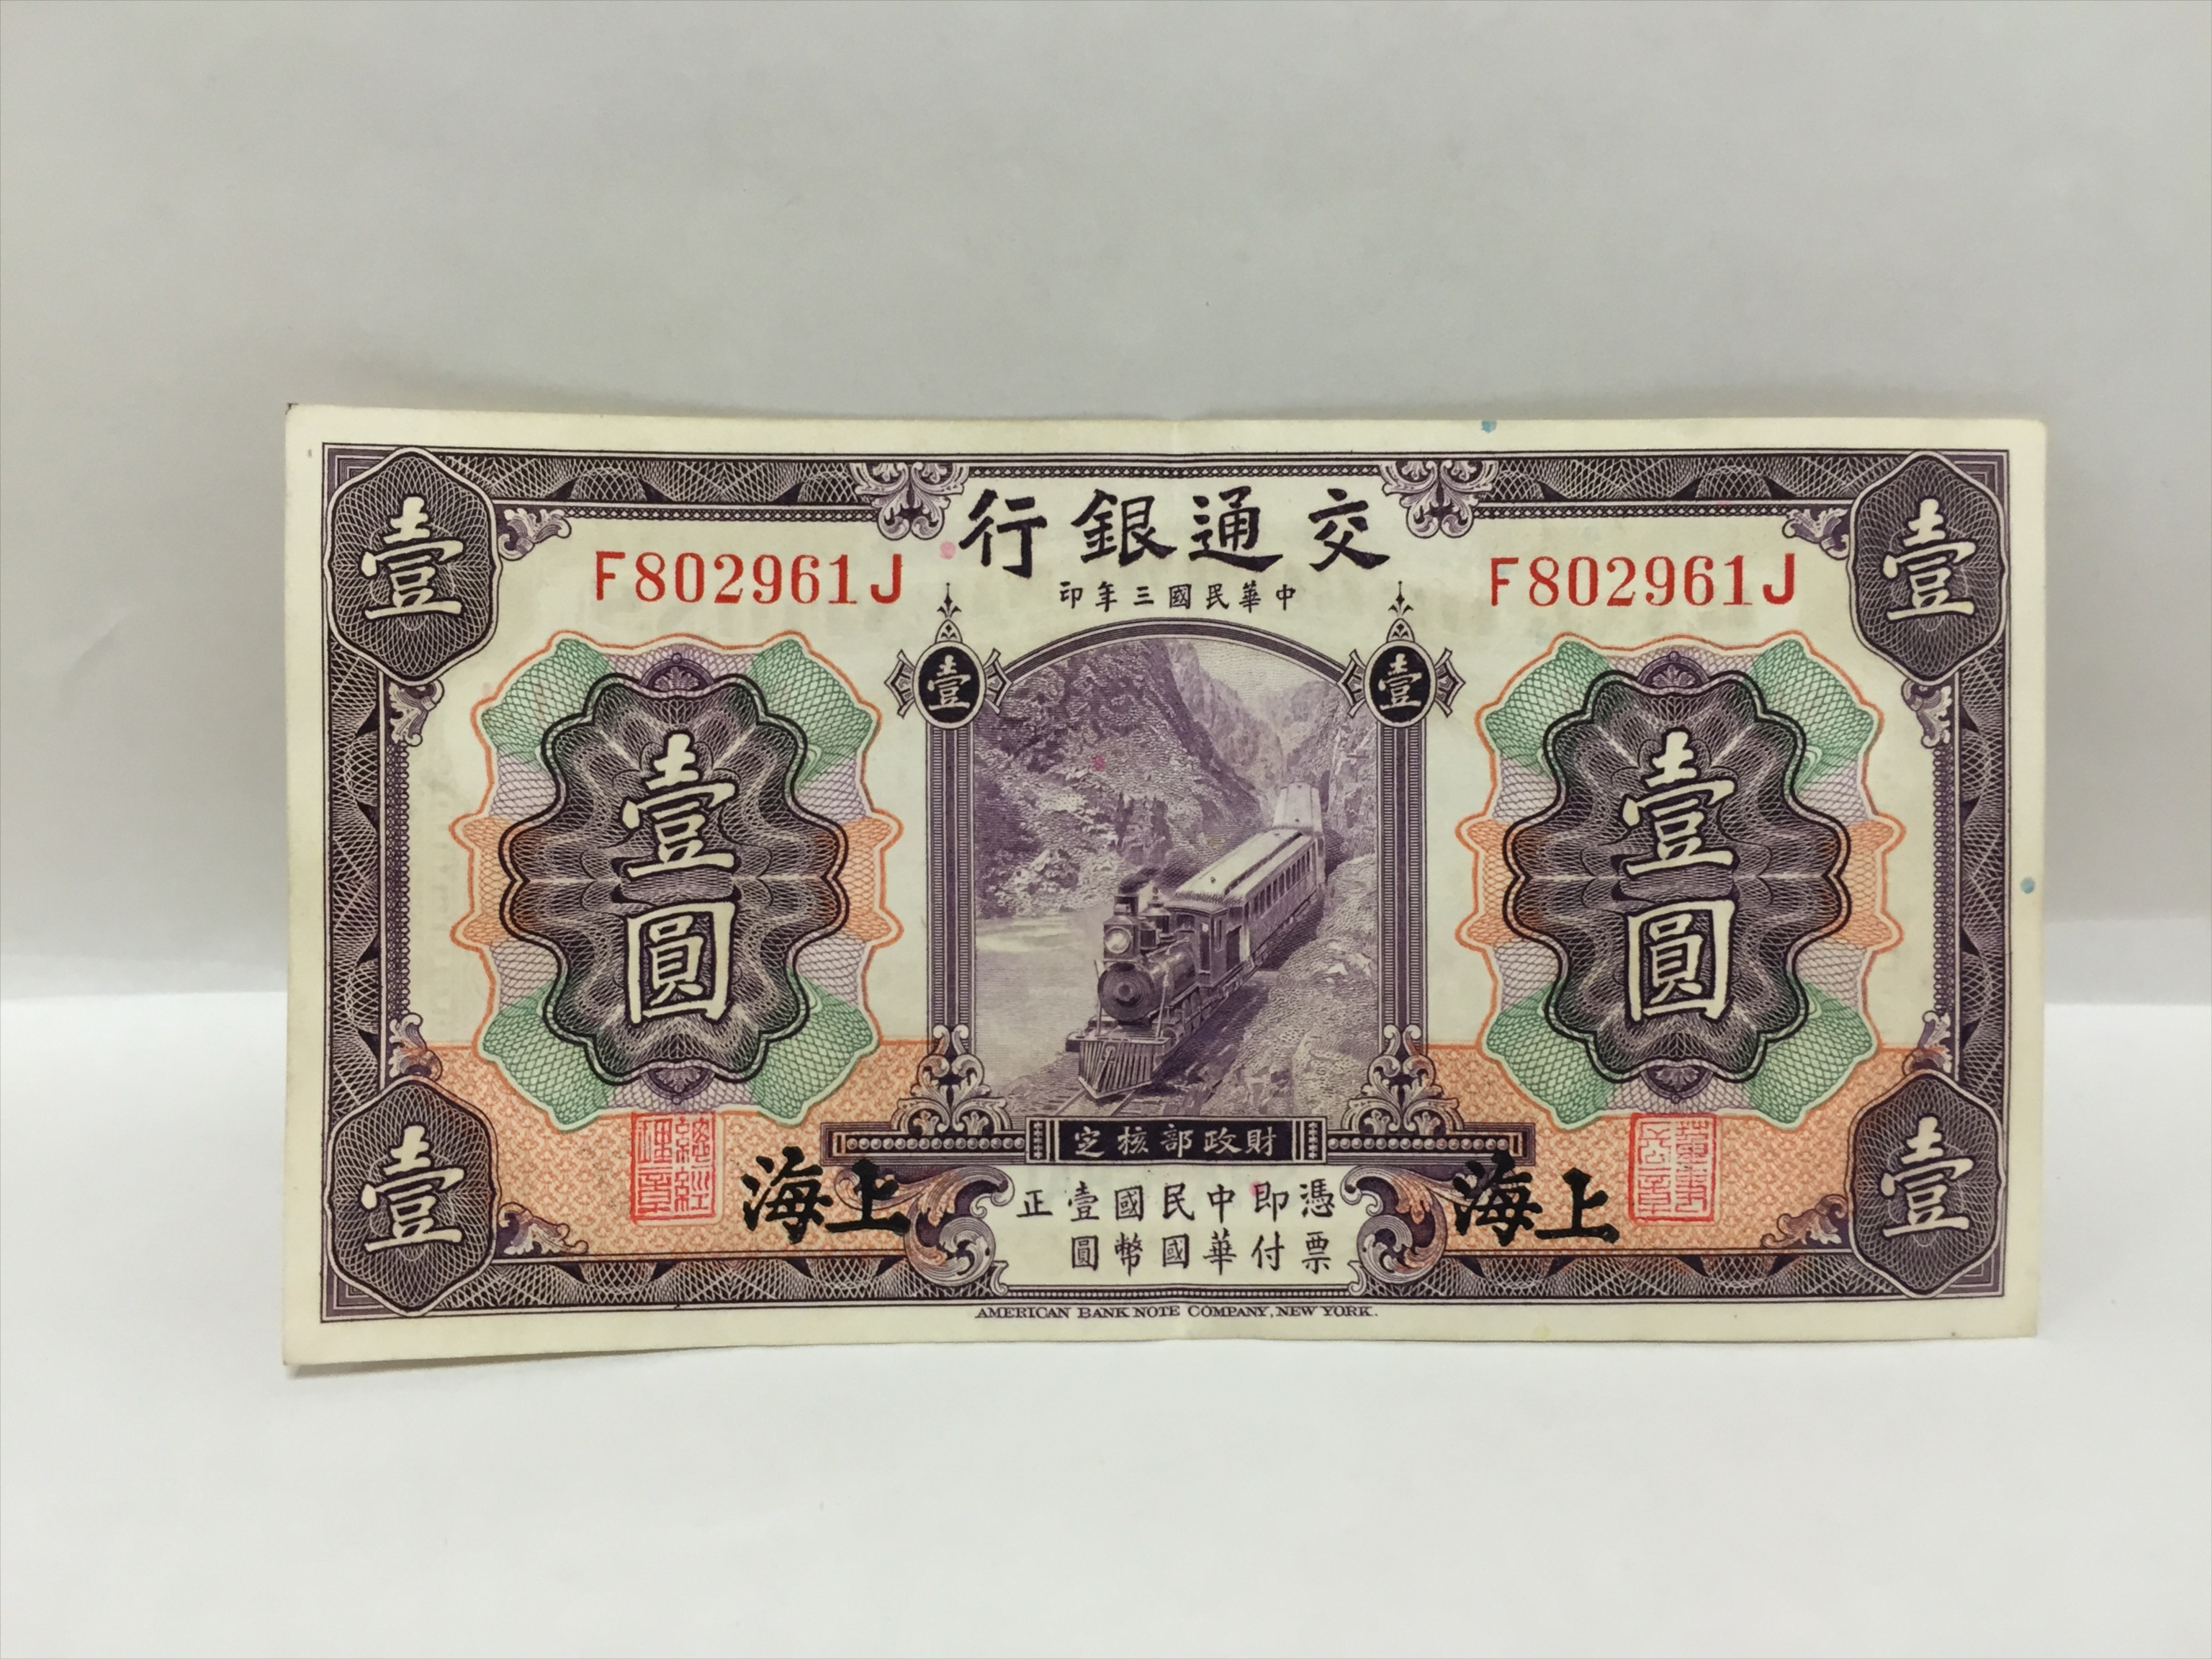 交通銀行
F802961J
F802961J
中華民國三年印
壹
壹
壹
壹
壹圓
壹圓
財政部核定
上海
上海
憑票即付中華民國國幣壹圓正
壹
壹
AMERICAN BANK NOTE COMPANY, NEW YORK.